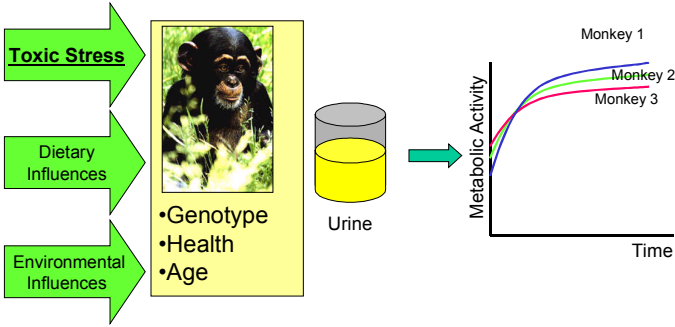 Toxic Stress
Dietary
Influences
Environmental
Influences
•Genotype
•Health
•Age
Urine
Metabolic Activity
Monkey 1
Monkey 2
Monkey 3
Time